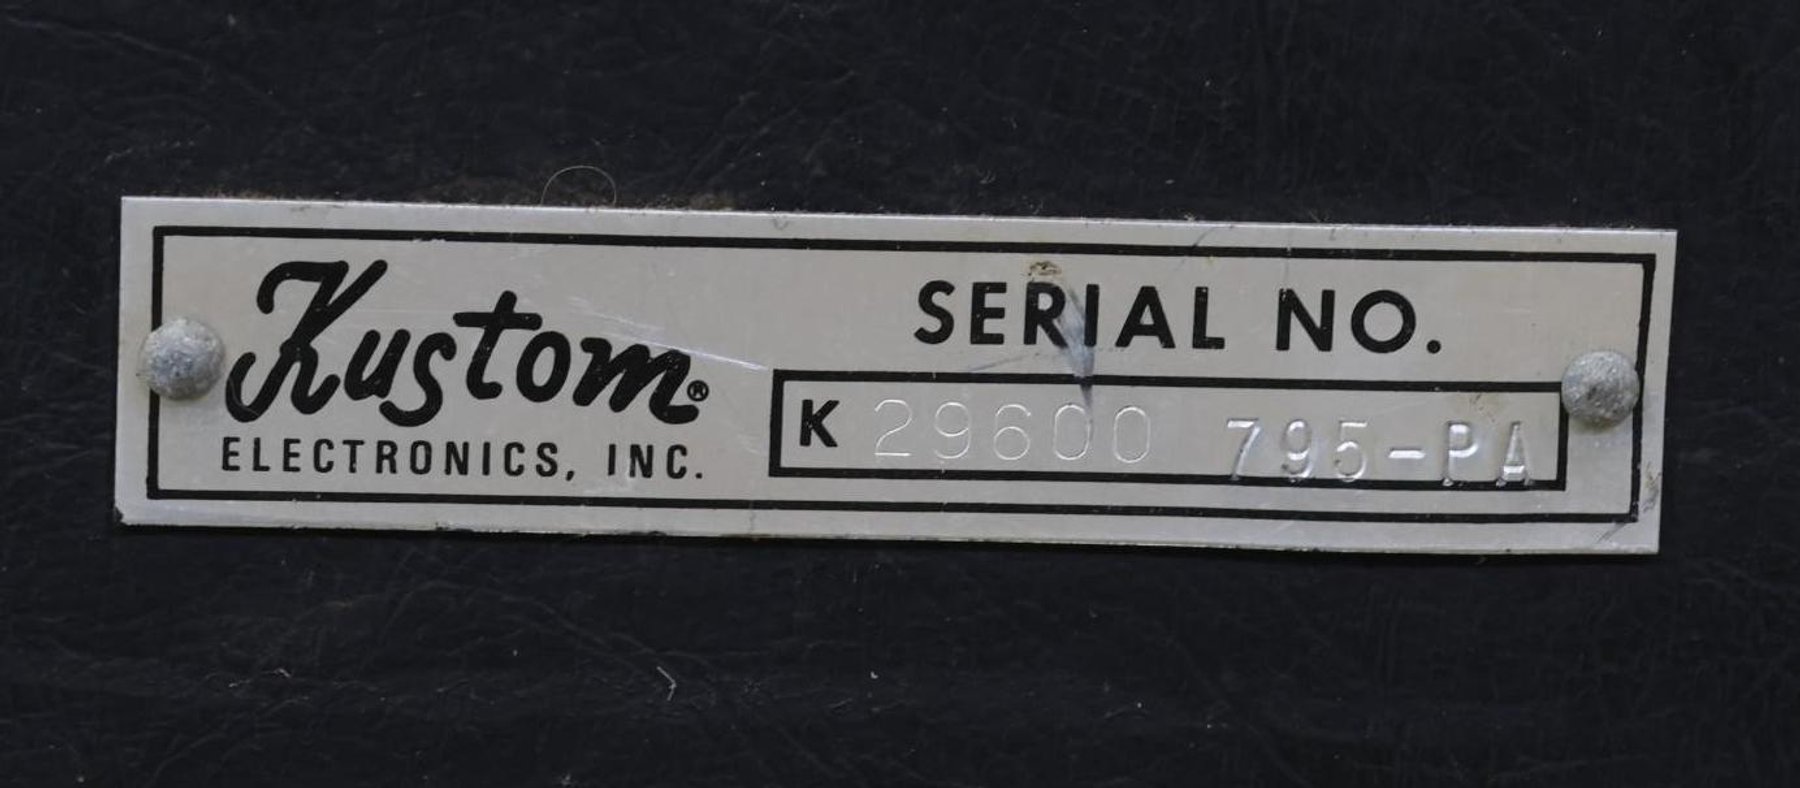 Kustom®
ELECTRONICS, INC.
SERIAL NO.
K 29600 795-PA